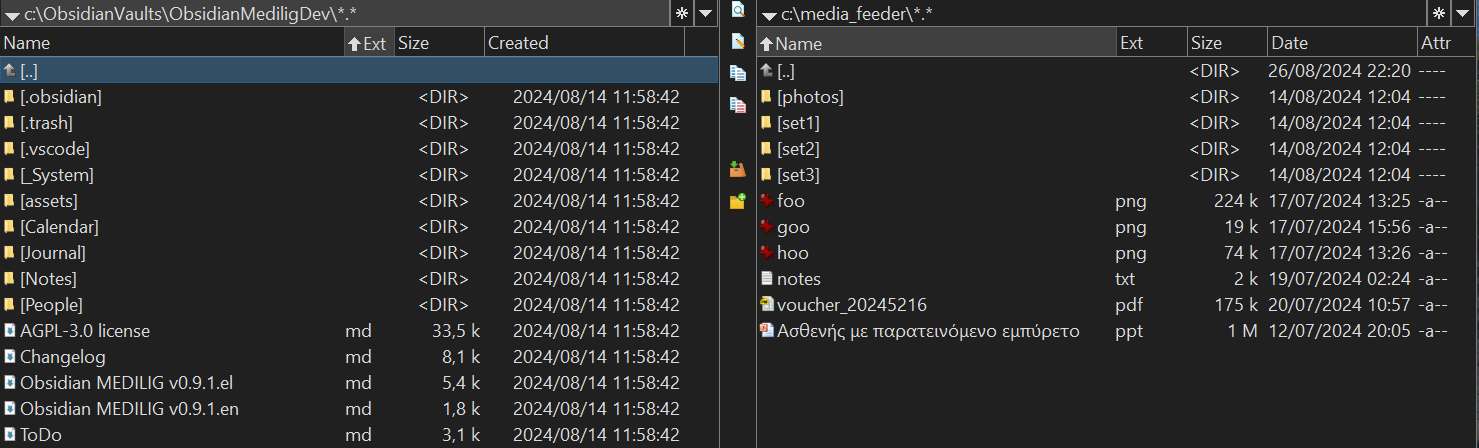 c:\ObsidianVaults\ObsidianMediligDev\*.*
Name Ext Size Created
[..]
[.obsidian] <DIR> 2024/08/14 11:58:42
[.trash] <DIR> 2024/08/14 11:58:42
[.vscode] <DIR> 2024/08/14 11:58:42
[_System] <DIR> 2024/08/14 11:58:42
[assets] <DIR> 2024/08/14 11:58:42
[Calendar] <DIR> 2024/08/14 11:58:42
[Journal] <DIR> 2024/08/14 11:58:42
[Notes] <DIR> 2024/08/14 11:58:42
[People] <DIR> 2024/08/14 11:58:42
AGPL-3.0 license md 33,5 k 2024/08/14 11:58:42
Changelog md 8,1 k 2024/08/14 11:58:42
Obsidian MEDILIG v0.9.1.el md 5,4 k 2024/08/14 11:58:42
Obsidian MEDILIG v0.9.1.en md 1,8 k 2024/08/14 11:58:42
ToDo md 3,1 k 2024/08/14 11:58:42
c:\media_feeder\*.*
Name Ext Size Date Attr
[..] <DIR> 26/08/2024 22:20 ----
[photos] <DIR> 14/08/2024 12:04 ----
[set1] <DIR> 14/08/2024 12:04 ----
[set2] <DIR> 14/08/2024 12:04 ----
[set3] <DIR> 14/08/2024 12:04 ----
foo png 224 k 17/07/2024 13:25 -a--
goo png 19 k 17/07/2024 15:56 -a--
hoo png 74 k 17/07/2024 13:26 -a--
notes txt 2 k 19/07/2024 02:24 -a--
voucher_20245216 pdf 175 k 20/07/2024 10:57 -a--
Ασθενής με παρατεινόμενο εμπύρετο ppt 1 M 12/07/2024 20:05 -a--